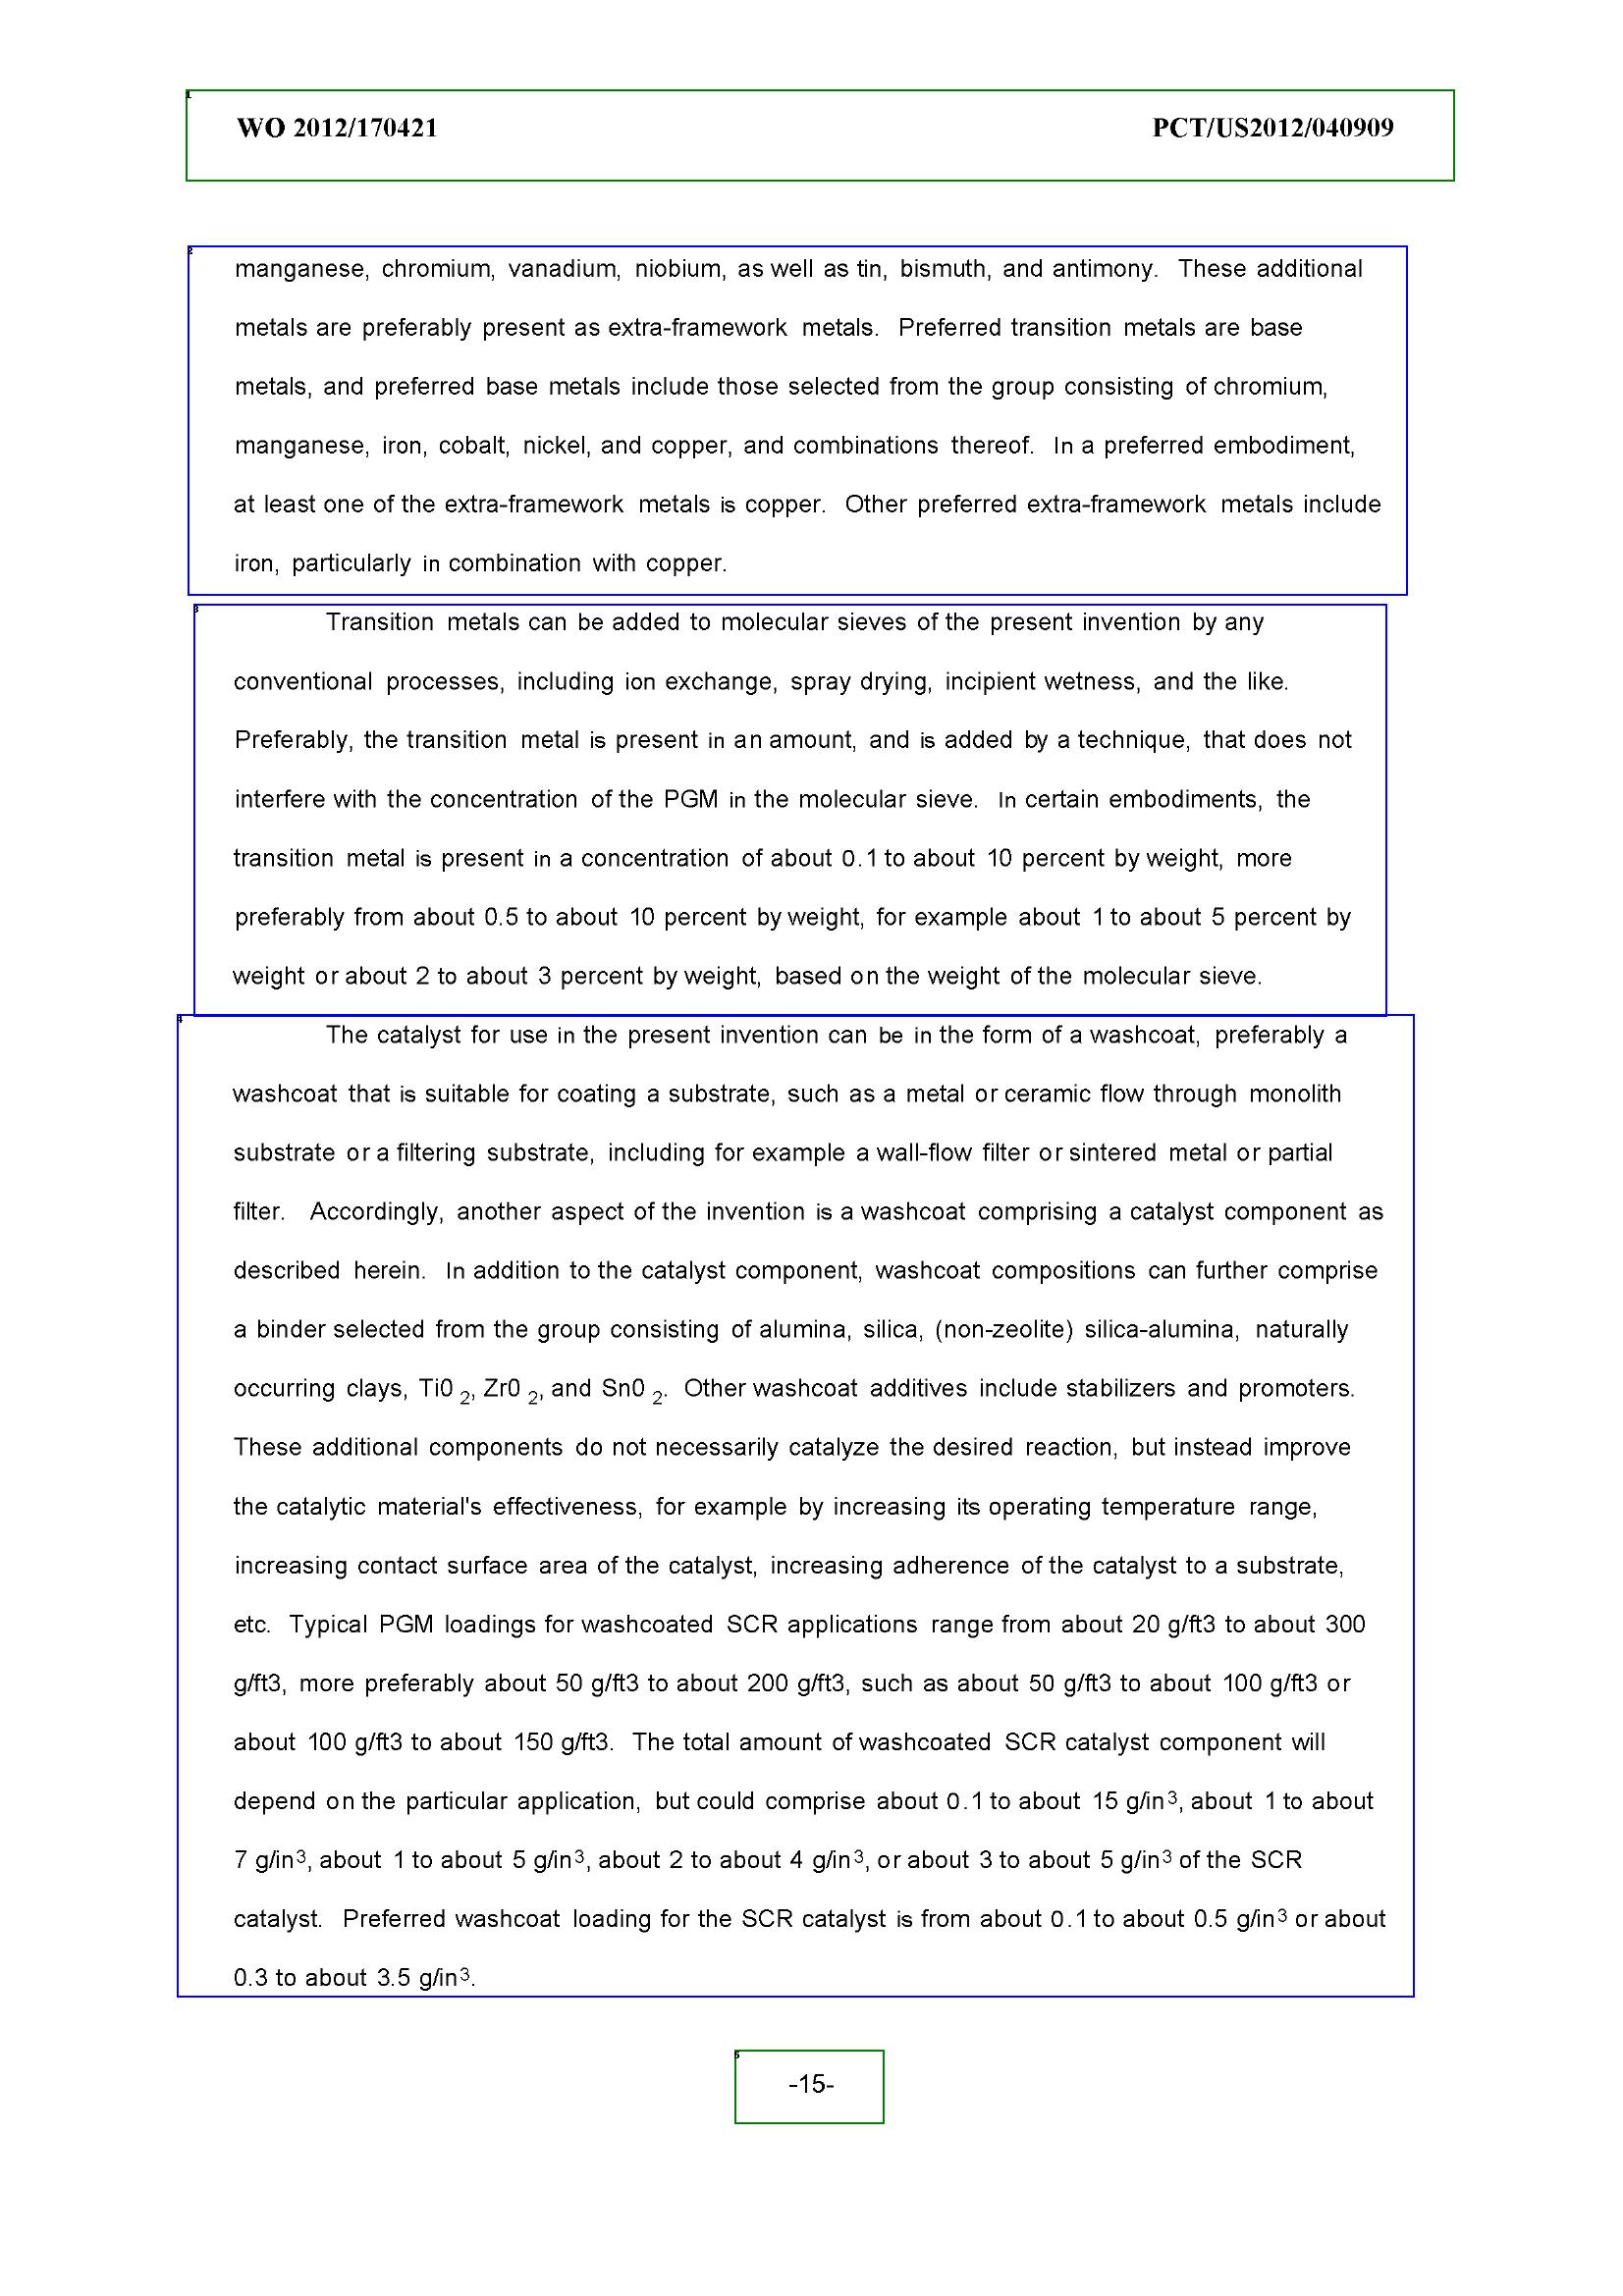 WO 2012/170421 PCT/US2012/040909
manganese, chromium, vanadium, niobium, as well as tin, bismuth, and antimony. These additional
metals are preferably present as extra-framework metals. Preferred transition metals are base
metals, and preferred base metals include those selected from the group consisting of chromium,
manganese, iron, cobalt, nickel, and copper, and combinations thereof. In a preferred embodiment,
at least one of the extra-framework metals is copper. Other preferred extra-framework metals include
iron, particularly in combination with copper.
Transition metals can be added to molecular sieves of the present invention by any
conventional processes, including ion exchange, spray drying, incipient wetness, and the like.
Preferably, the transition metal is present in an amount, and is added by a technique, that does not
interfere with the concentration of the PGM in the molecular sieve. In certain embodiments, the
transition metal is present in a concentration of about 0.1 to about 10 percent by weight, more
preferably from about 0.5 to about 10 percent by weight, for example about 1 to about 5 percent by
weight or about 2 to about 3 percent by weight, based on the weight of the molecular sieve.
The catalyst for use in the present invention can be in the form of a washcoat, preferably a
washcoat that is suitable for coating a substrate, such as a metal or ceramic flow through monolith
substrate or a filtering substrate, including for example a wall-flow filter or sintered metal or partial
filter. Accordingly, another aspect of the invention is a washcoat comprising a catalyst component as
described herein. In addition to the catalyst component, washcoat compositions can further comprise
a binder selected from the group consisting of alumina, silica, (non-zeolite) silica-alumina, naturally
occurring clays, Ti0 2, Zr0 2, and Sn0 2. Other washcoat additives include stabilizers and promoters.
These additional components do not necessarily catalyze the desired reaction, but instead improve
the catalytic material's effectiveness, for example by increasing its operating temperature range,
increasing contact surface area of the catalyst, increasing adherence of the catalyst to a substrate,
etc. Typical PGM loadings for washcoated SCR applications range from about 20 g/ft3 to about 300
g/ft3, more preferably about 50 g/ft3 to about 200 g/ft3, such as about 50 g/ft3 to about 100 g/ft3 or
about 100 g/ft3 to about 150 g/ft3. The total amount of washcoated SCR catalyst component will
depend on the particular application, but could comprise about 0.1 to about 15 g/in³, about 1 to about
7 g/in³, about 1 to about 5 g/in³, about 2 to about 4 g/in³, or about 3 to about 5 g/in³ of the SCR
catalyst. Preferred washcoat loading for the SCR catalyst is from about 0.1 to about 0.5 g/in³ or about
0.3 to about 3.5 g/in³.
-15-